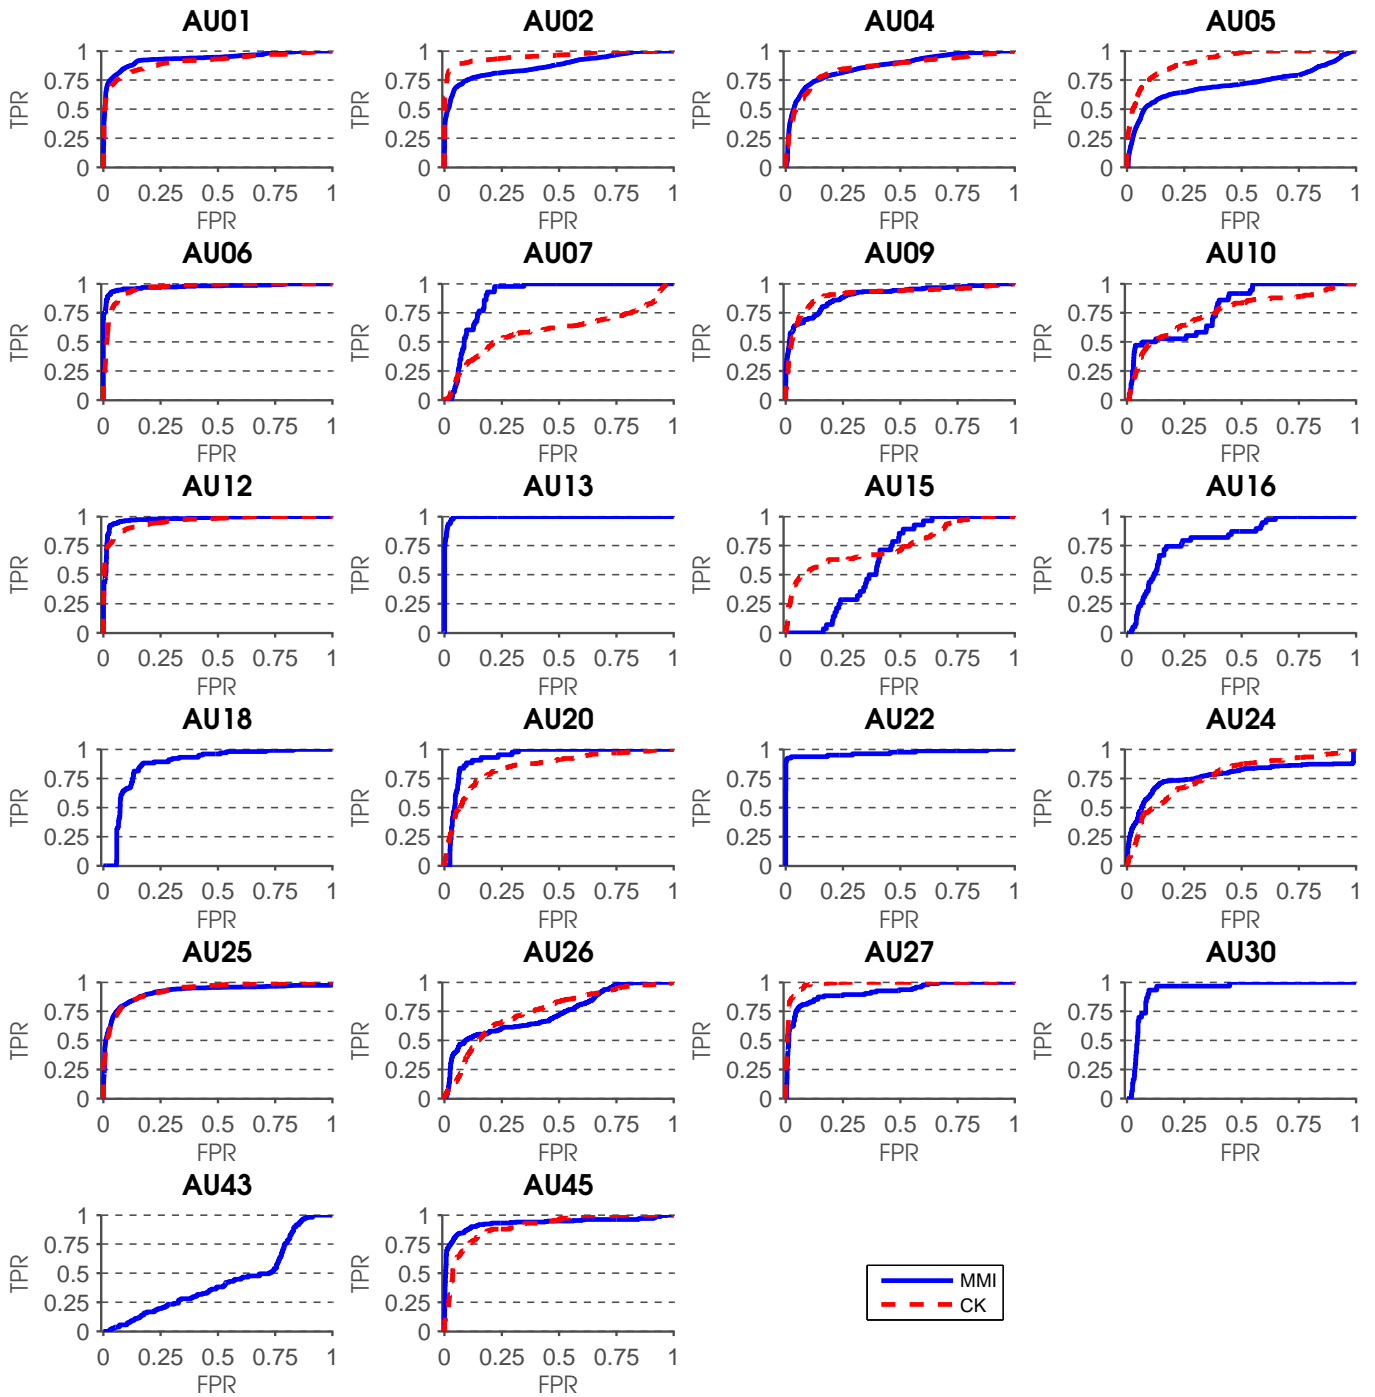 AU01 AU02 AU04 AU05
1 1 1 1
0.75 0.75 0.75 0.75
TPR TPR TPR TPR
0.5 0.5 0.5 0.5
0.25 0.25 0.25 0.25
0 0 0 0
0 0.25 0.5 0.75 1 0 0.25 0.5 0.75 1 0 0.25 0.5 0.75 1 0 0.25 0.5 0.75 1
FPR FPR FPR FPR
AU06 AU07 AU09 AU10
1 1 1 1
0.75 0.75 0.75 0.75
TPR TPR TPR TPR
0.5 0.5 0.5 0.5
0.25 0.25 0.25 0.25
0 0 0 0
0 0.25 0.5 0.75 1 0 0.25 0.5 0.75 1 0 0.25 0.5 0.75 1 0 0.25 0.5 0.75 1
FPR FPR FPR FPR
AU12 AU13 AU15 AU16
1 1 1 1
0.75 0.75 0.75 0.75
TPR TPR TPR TPR
0.5 0.5 0.5 0.5
0.25 0.25 0.25 0.25
0 0 0 0
0 0.25 0.5 0.75 1 0 0.25 0.5 0.75 1 0 0.25 0.5 0.75 1 0 0.25 0.5 0.75 1
FPR FPR FPR FPR
AU18 AU20 AU22 AU24
1 1 1 1
0.75 0.75 0.75 0.75
TPR TPR TPR TPR
0.5 0.5 0.5 0.5
0.25 0.25 0.25 0.25
0 0 0 0
0 0.25 0.5 0.75 1 0 0.25 0.5 0.75 1 0 0.25 0.5 0.75 1 0 0.25 0.5 0.75 1
FPR FPR FPR FPR
AU25 AU26 AU27 AU30
1 1 1 1
0.75 0.75 0.75 0.75
TPR TPR TPR TPR
0.5 0.5 0.5 0.5
0.25 0.25 0.25 0.25
0 0 0 0
0 0.25 0.5 0.75 1 0 0.25 0.5 0.75 1 0 0.25 0.5 0.75 1 0 0.25 0.5 0.75 1
FPR FPR FPR FPR
AU43 AU45
1 1
0.75 0.75
TPR TPR
0.5 0.5
0.25 0.25
0 0
0 0.25 0.5 0.75 1 0 0.25 0.5 0.75 1
FPR FPR
MMI
CK